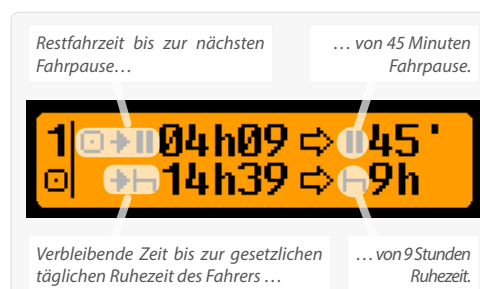 Restfahrzeit bis zur nächsten
Fahrpause…
… von 45 Minuten
Fahrpause.
1 04h09 ⇨ 45'
14h39 ⇨ 9h
Verbleibende Zeit bis zur gesetzlichen
täglichen Ruhezeit des Fahrers …
… von 9 Stunden
Ruhezeit.